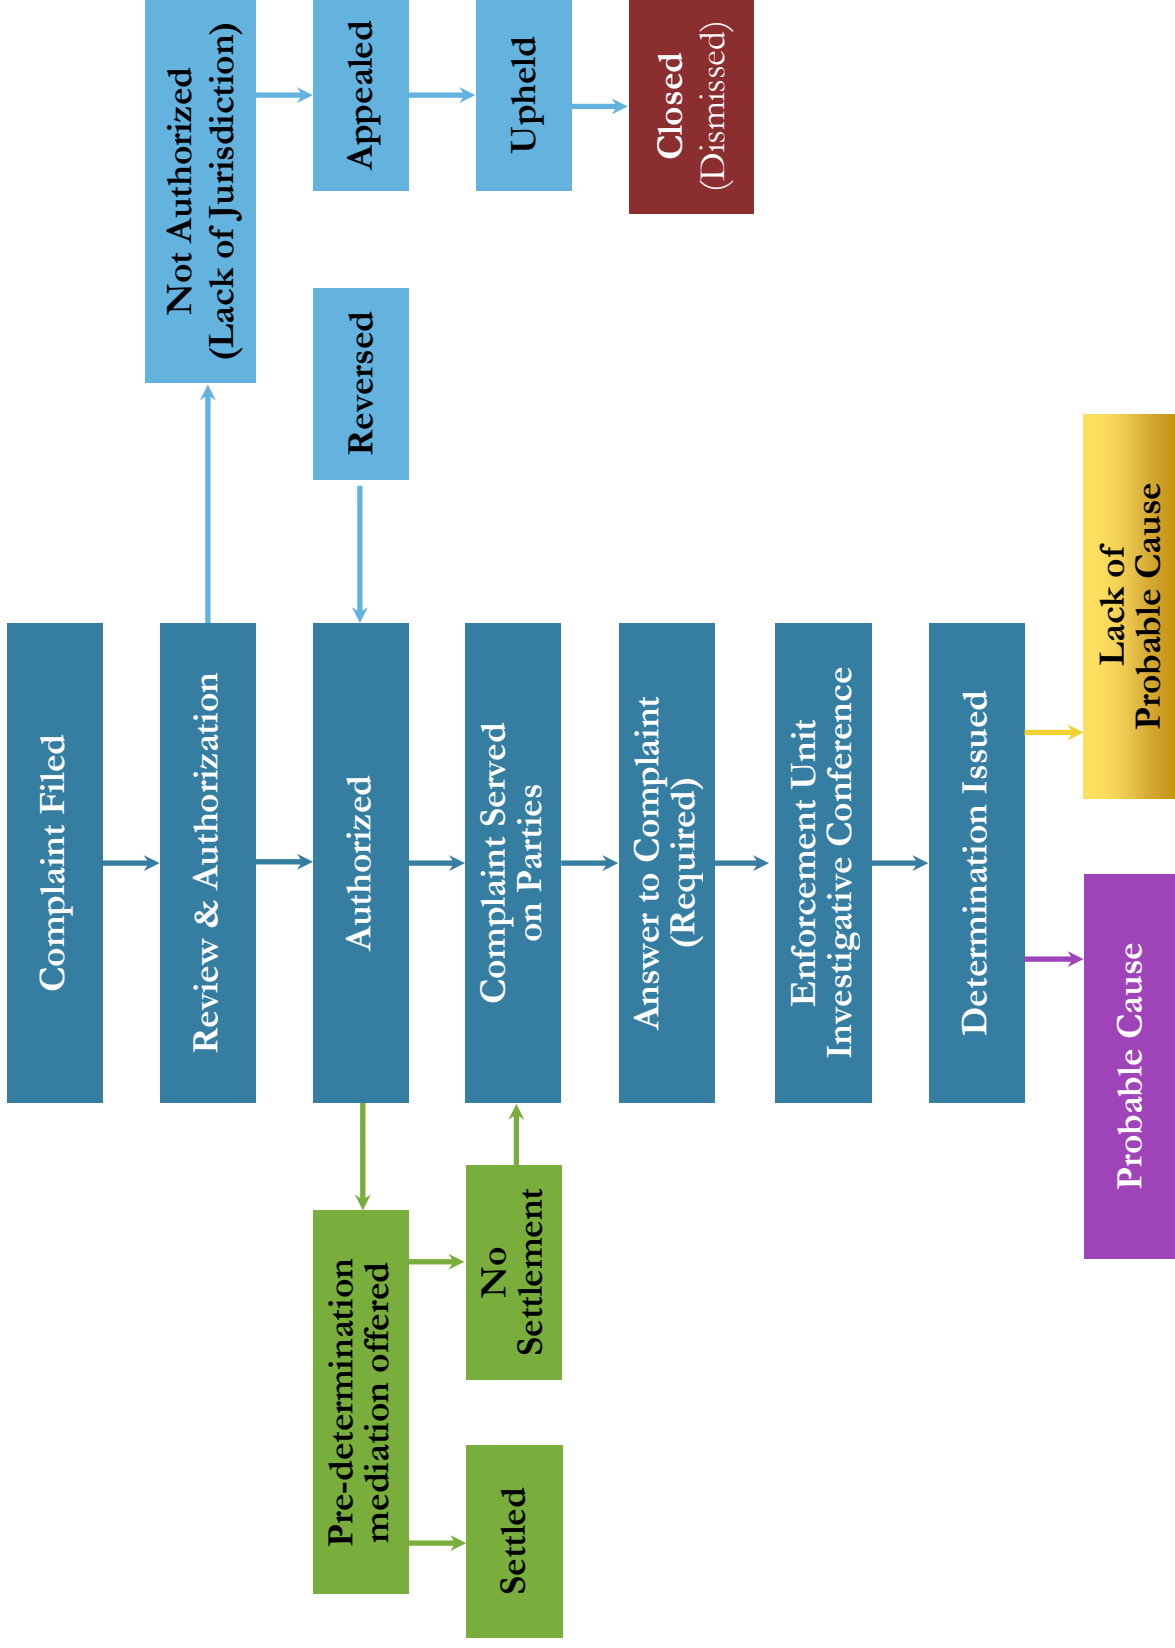 Complaint Filed
Review & Authorization
Not Authorized
(Lack of Jurisdiction)
Pre-determination
mediation offered
Authorized
Reversed
Appealed
Settled
No
Settlement
Complaint Served
on Parties
Upheld
Answer to Complaint
(Required)
Closed
(Dismissed)
Enforcement Unit
Investigative Conference
Determination Issued
Probable Cause
Lack of
Probable Cause